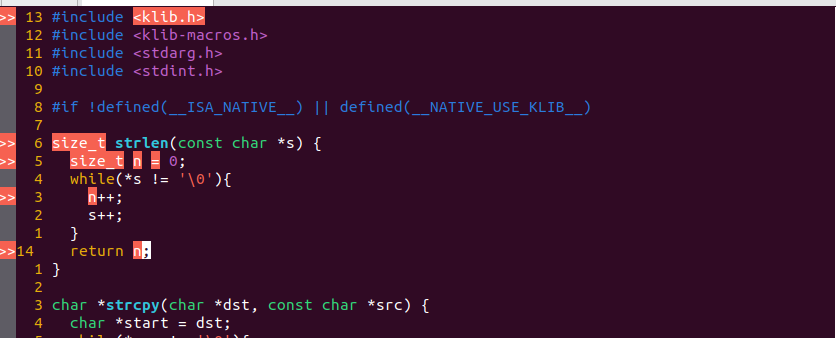 >> 13 #include <klib.h>
12 #include <klib-macros.h>
11 #include <stdarg.h>
10 #include <stdint.h>
9
8 #if !defined(__ISA_NATIVE__) || defined(__NATIVE_USE_KLIB__)
7
>> 6 size_t strlen(const char *s) {
>> 5   size_t n = 0;
4   while(*s != '\0'){
>> 3     n++;
2     s++;
1   }
>>14   return n;
1 }
2
3 char *strcpy(char *dst, const char *src) {
4   char *start = dst;